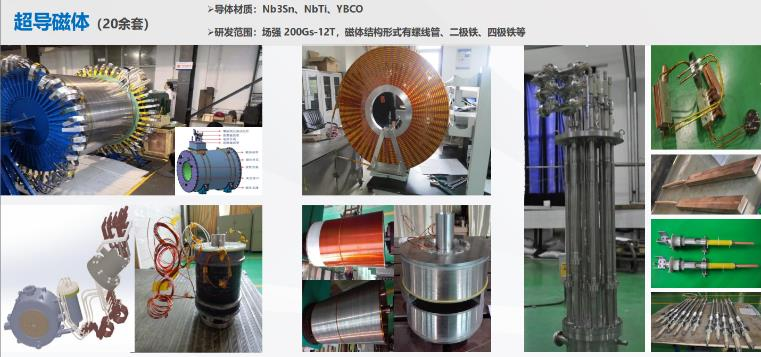 超导磁体（20余套）
➢导体材质：Nb3Sn、NbTi、YBCO
➢研发范围：场强 200Gs-12T，磁体结构形式有螺线管、二极铁、四极铁等